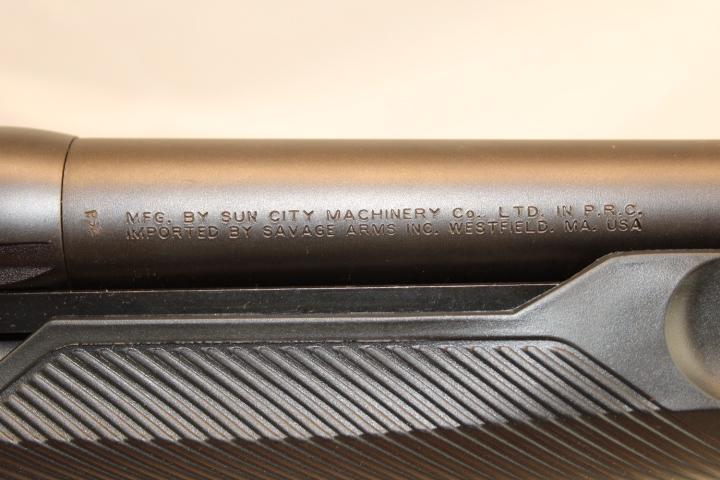 MFG. BY SUN CITY MACHINERY Co., LTD. IN P.R.C.
IMPORTED BY SAVAGE ARMS INC. WESTFIELD. MA. USA